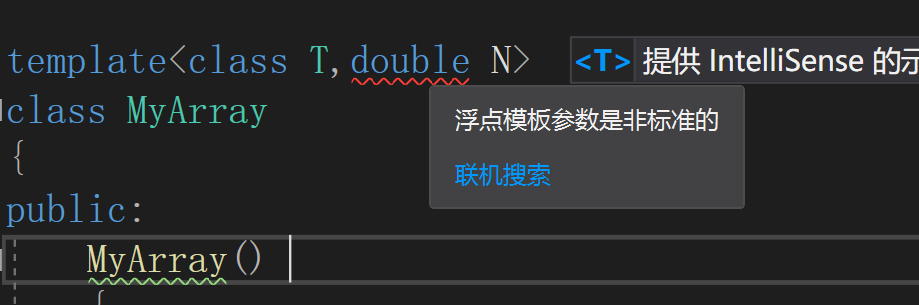 template<class T,double N> <T> 提供 IntelliSense 的示
class MyArray
浮点模板参数是非标准的
{
联机搜索
public:
MyArray()
{